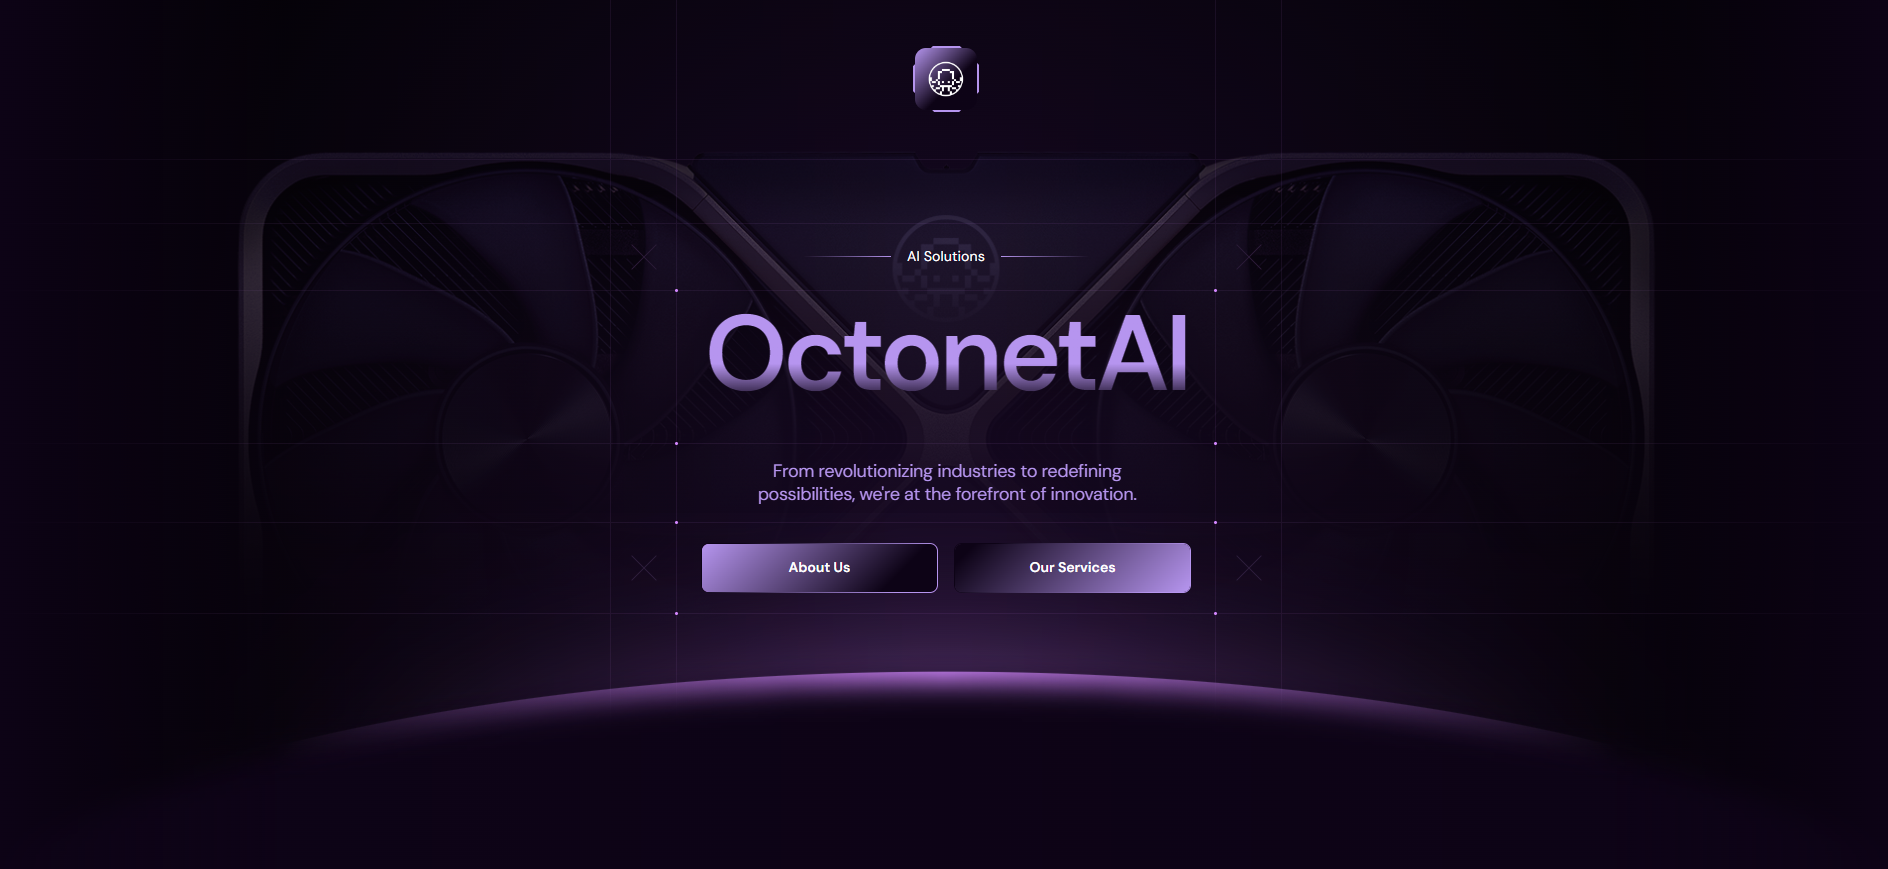 AI Solutions
OctonetAI
From revolutionizing industries to redefining
possibilities, we're at the forefront of innovation.
About Us
Our Services